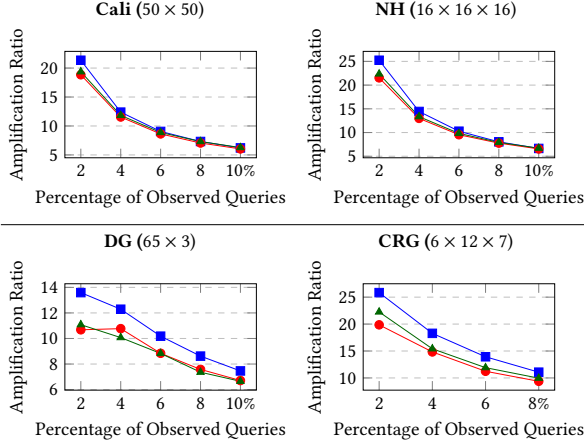 Cali (50 × 50)
Amplification Ratio
20
15
10
5
2 4 6 8 10%
Percentage of Observed Queries
NH (16 × 16 × 16)
Amplification Ratio
25
20
15
10
5
2 4 6 8 10%
Percentage of Observed Queries
DG (65 × 3)
Amplification Ratio
14
12
10
8
6
2 4 6 8 10%
Percentage of Observed Queries
CRG (6 × 12 × 7)
Amplification Ratio
25
20
15
10
2 4 6 8%
Percentage of Observed Queries